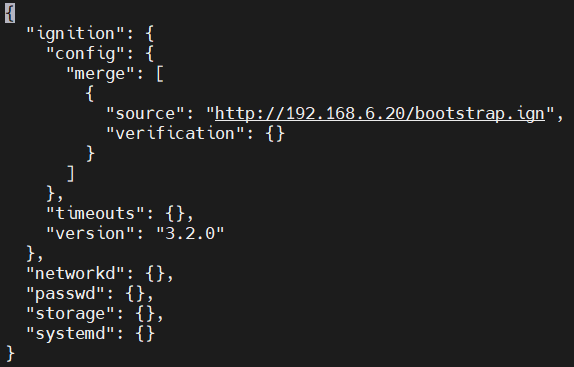 {
  "ignition": {
    "config": {
      "merge": [
        {
          "source": "http://192.168.6.20/bootstrap.ign",
          "verification": {}
        }
      ]
    },
    "timeouts": {},
    "version": "3.2.0"
  },
  "networkd": {},
  "passwd": {},
  "storage": {},
  "systemd": {}
}